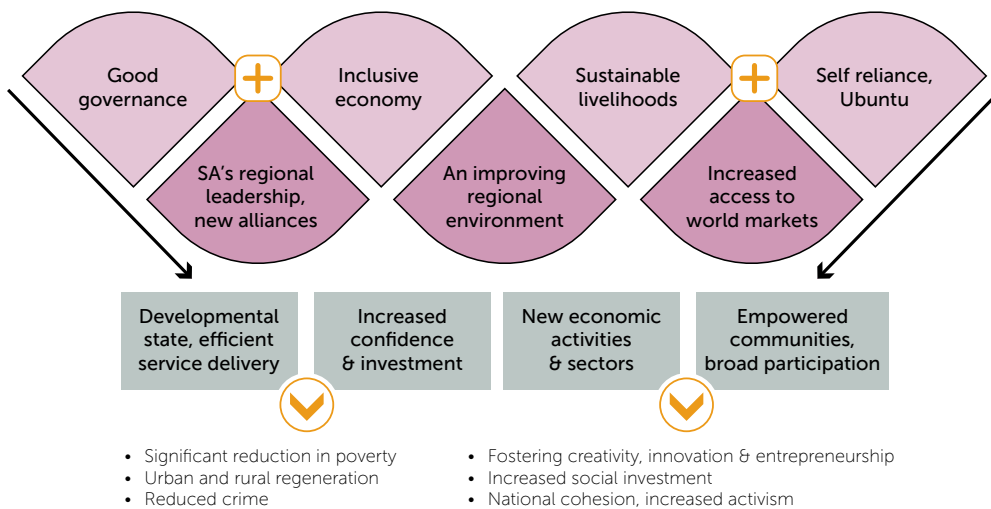 Good
governance
Inclusive
economy
Sustainable
livelihoods
Self reliance,
Ubuntu
SA’s regional
leadership,
new alliances
An improving
regional
environment
Increased
access to
world markets
Developmental
state, efficient
service delivery
Increased
confidence
& investment
New economic
activities
& sectors
Empowered
communities,
broad participation
• Significant reduction in poverty
• Urban and rural regeneration
• Reduced crime
• Fostering creativity, innovation & entrepreneurship
• Increased social investment
• National cohesion, increased activism